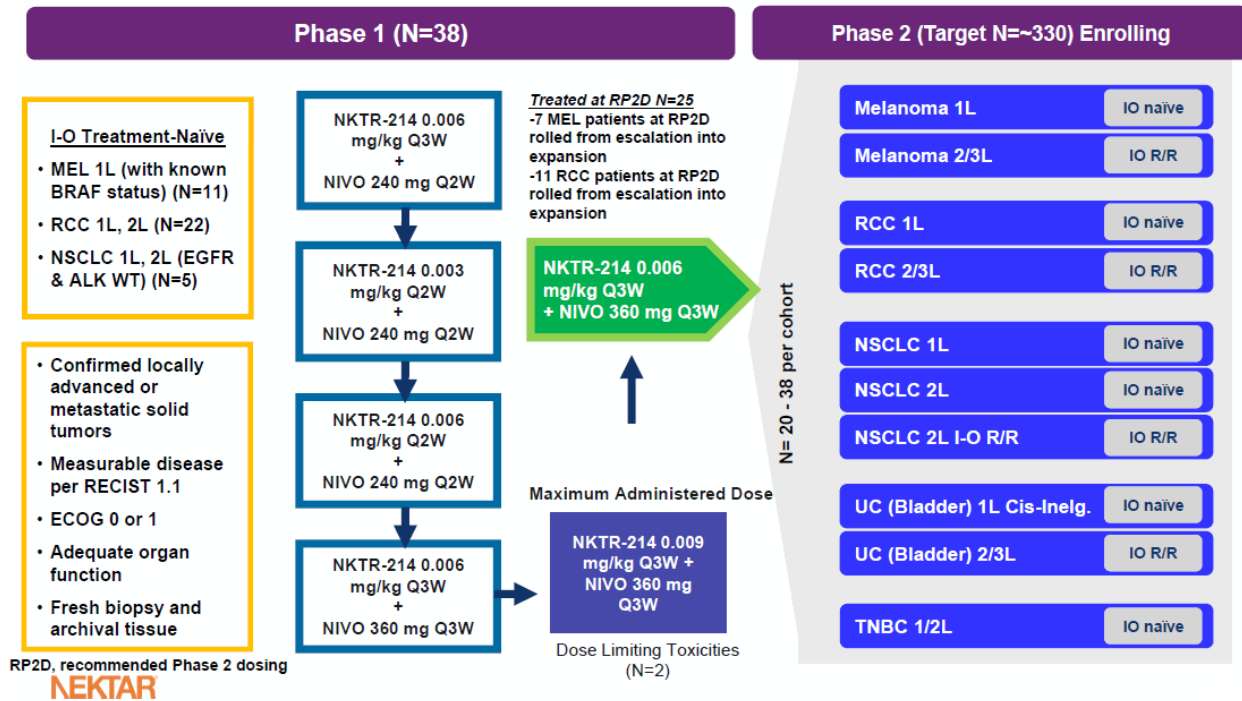 Phase 1 (N=38)
Phase 2 (Target N=~330) Enrolling
I-O Treatment-Naïve
• MEL 1L (with known
BRAF status) (N=11)
• RCC 1L, 2L (N=22)
• NSCLC 1L, 2L (EGFR
& ALK WT) (N=5)
• Confirmed locally
advanced or
metastatic solid
tumors
• Measurable disease
per RECIST 1.1
• ECOG 0 or 1
• Adequate organ
function
• Fresh biopsy and
archival tissue
RP2D, recommended Phase 2 dosing
NEKTAR
NKTR-214 0.006
mg/kg Q3W
+
NIVO 240 mg Q2W
NKTR-214 0.003
mg/kg Q2W
+
NIVO 240 mg Q2W
NKTR-214 0.006
mg/kg Q2W
+
NIVO 240 mg Q2W
NKTR-214 0.006
mg/kg Q3W
+
NIVO 360 mg Q3W
Treated at RP2D N=25
-7 MEL patients at RP2D
rolled from escalation into
expansion
-11 RCC patients at RP2D
rolled from escalation into
expansion
NKTR-214 0.006
mg/kg Q3W
+ NIVO 360 mg Q3W
Maximum Administered Dose
NKTR-214 0.009
mg/kg Q3W +
NIVO 360 mg
Q3W
Dose Limiting Toxicities
(N=2)
N= 20 - 38 per cohort
Melanoma 1L IO naïve
Melanoma 2/3L IO R/R
RCC 1L IO naïve
RCC 2/3L IO R/R
NSCLC 1L IO naïve
NSCLC 2L IO naïve
NSCLC 2L I-O R/R IO R/R
UC (Bladder) 1L Cis-Inelg. IO naïve
UC (Bladder) 2/3L IO R/R
TNBC 1/2L IO naïve